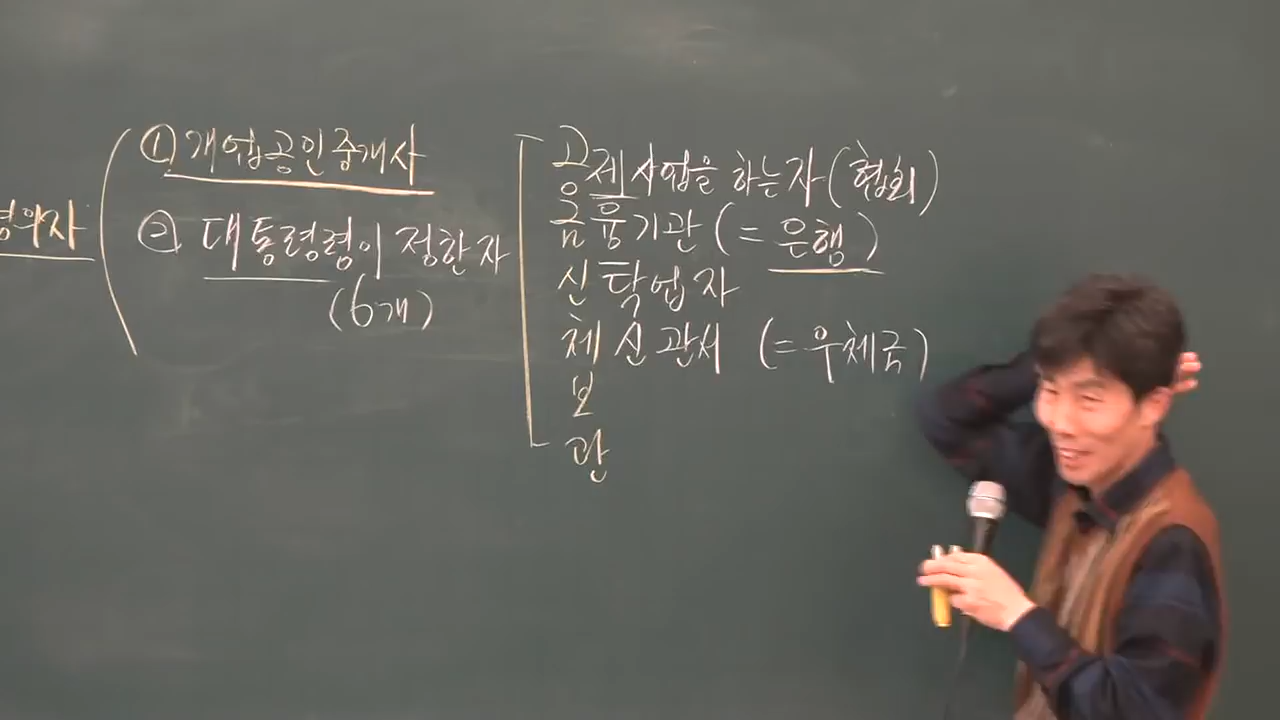 명의자
① 개업공인중개사
② 대통령령이 정한 자
(6개)
공제사업을 하는 자 (협회)
금융기관 (= 은행)
신탁업자
체신관서 (= 우체국)
보
관